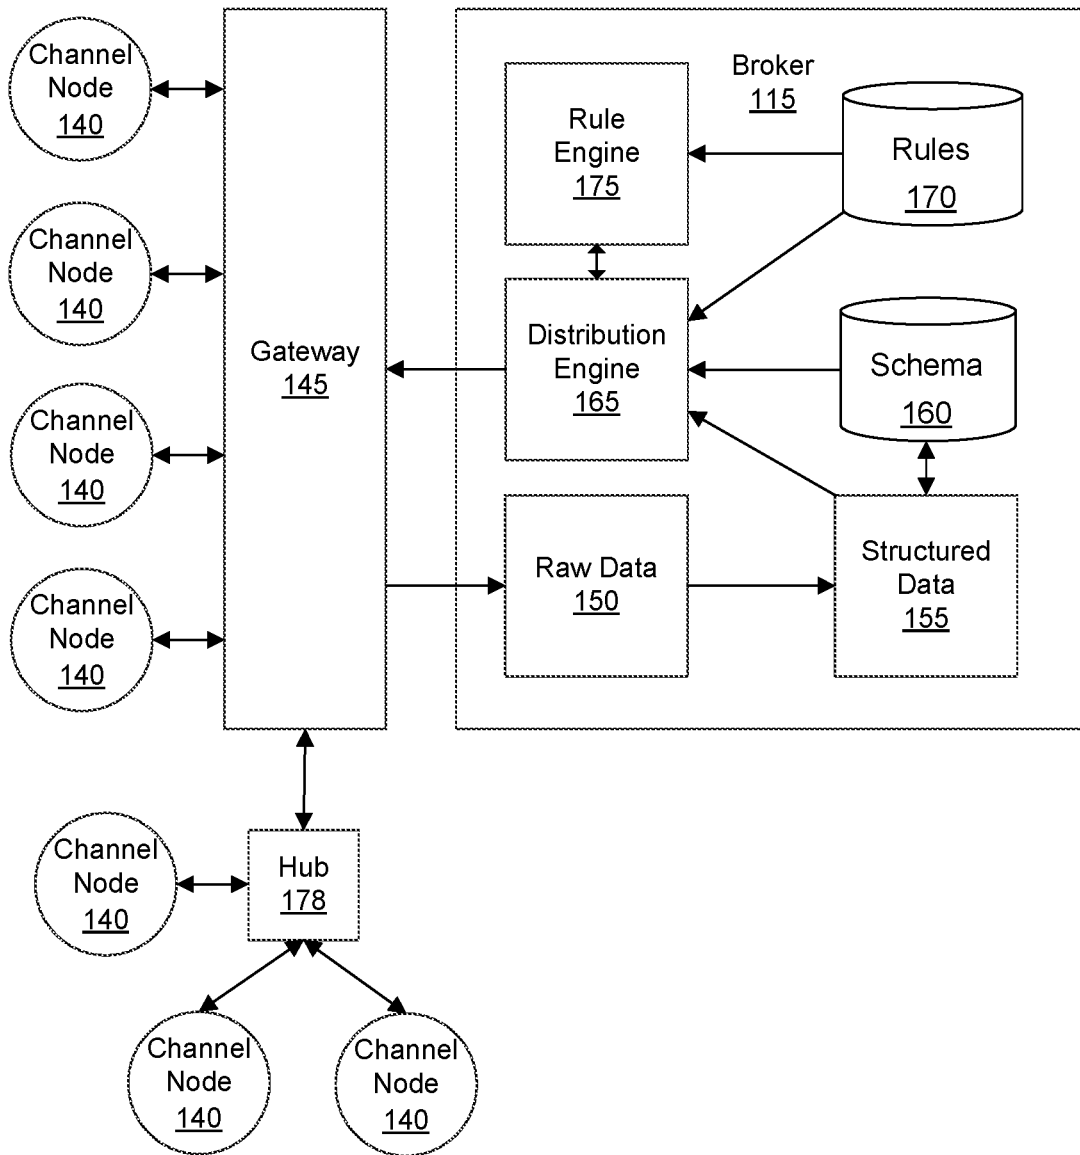 Channel
Node
140
Channel
Node
140
Channel
Node
140
Channel
Node
140
Gateway
145
Broker
115
Rule
Engine
175
Rules
170
Distribution
Engine
165
Schema
160
Raw Data
150
Structured
Data
155
Channel
Node
140
Hub
178
Channel
Node
140
Channel
Node
140